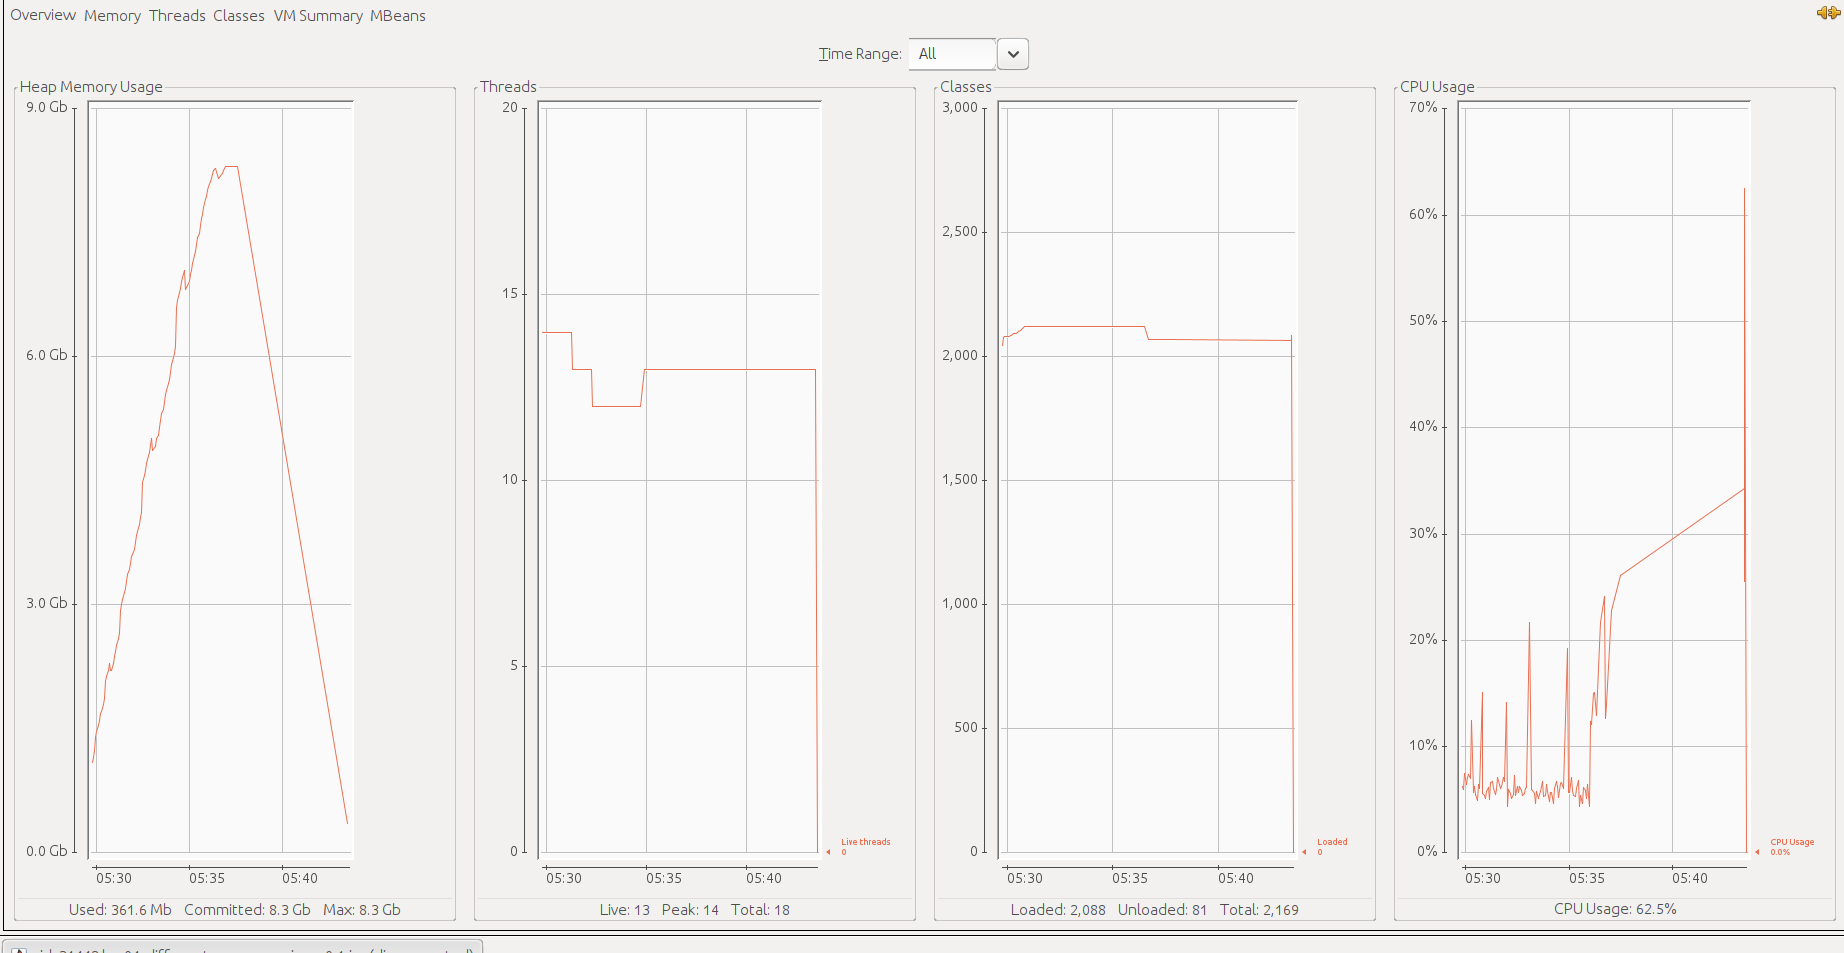 Overview Memory Threads Classes VM Summary MBeans
Time Range: All
Heap Memory Usage
9.0 Gb
6.0 Gb
3.0 Gb
0.0 Gb
05:30 05:35 05:40
Used: 361.6 Mb Committed: 8.3 Gb Max: 8.3 Gb
Threads
20
15
10
5
0
Live threads
0
05:30 05:35 05:40
Live: 13 Peak: 14 Total: 18
Classes
3,000
2,500
2,000
1,500
1,000
500
0
Loaded
0
05:30 05:35 05:40
Loaded: 2,088 Unloaded: 81 Total: 2,169
CPU Usage
70%
60%
50%
40%
30%
20%
10%
0%
CPU Usage
0.0%
05:30 05:35 05:40
CPU Usage: 62.5%